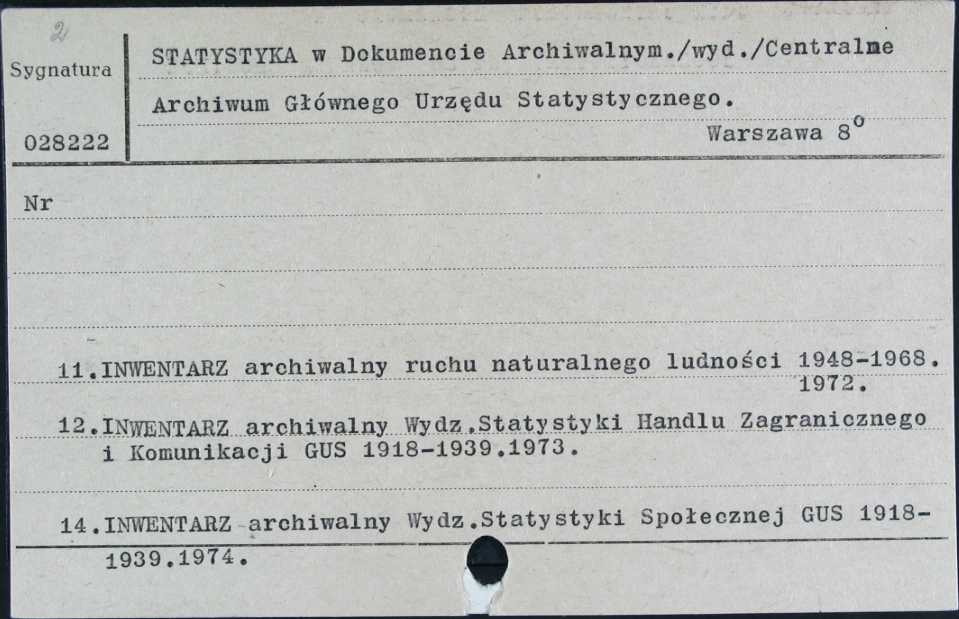 2
Sygnatura
028222
STATYSTYKA w Dokumencie Archiwalnym./wyd./Centralne
Archiwum Głównego Urzędu Statystycznego.
Warszawa 8º
Nr
11.INWENTARZ archiwalny ruchu naturalnego ludności 1948-1968.
1972.
12.INWENTARZ archiwalny Wydz.Statystyki Handlu Zagranicznego
i Komunikacji GUS 1918-1939.1973.
14.INWENTARZ archiwalny Wydz.Statystyki Społecznej GUS 1918-
1939.1974.